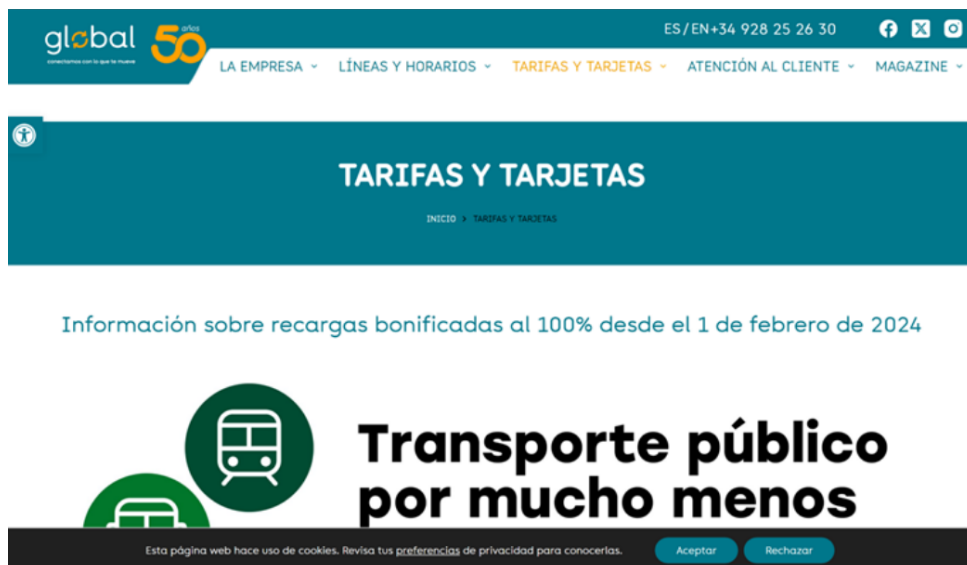 global 50 años
conectamos con lo que te mueve
ES/EN+34 928 25 26 30
LA EMPRESA
LÍNEAS Y HORARIOS
TARIFAS Y TARJETAS
ATENCIÓN AL CLIENTE
MAGAZINE
TARIFAS Y TARJETAS
INICIO > TARIFAS Y TARJETAS
Información sobre recargas bonificadas al 100% desde el 1 de febrero de 2024
Transporte público
por mucho menos
Esta página web hace uso de cookies. Revisa tus preferencias de privacidad para conocerlas.
Aceptar
Rechazar